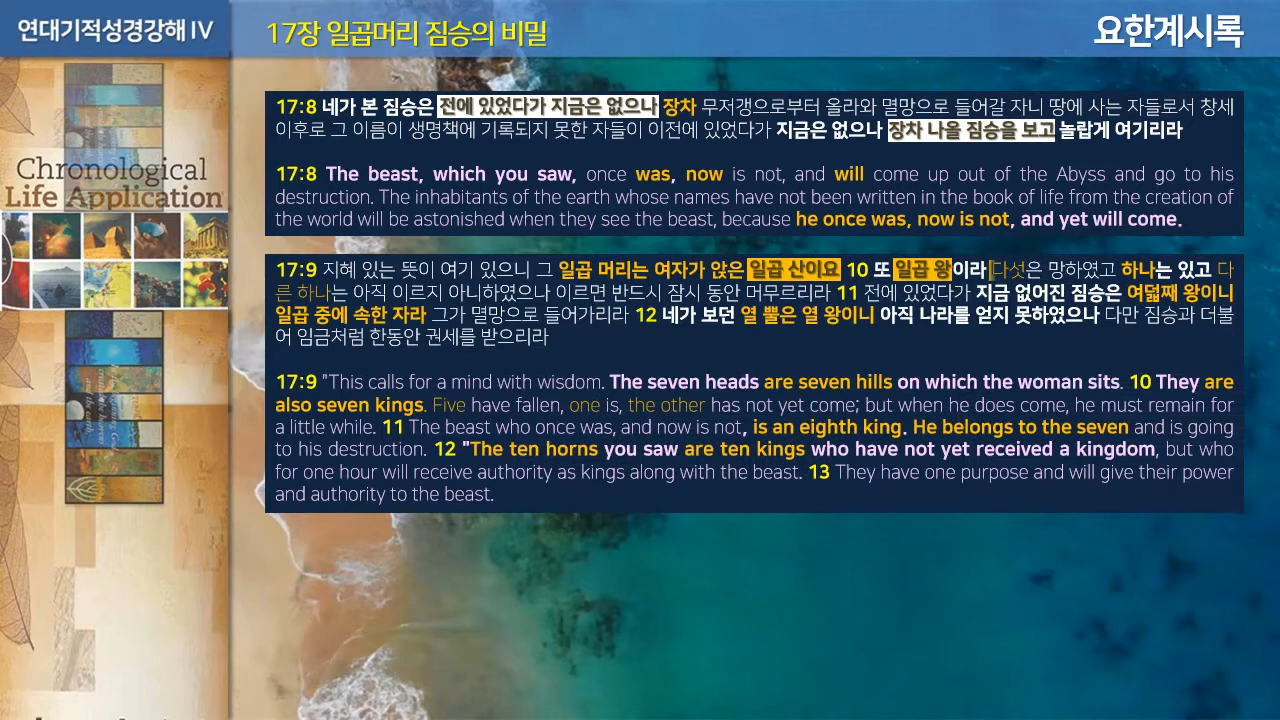 연대기적성경강해 IV
17장 일곱머리 짐승의 비밀
요한계시록
Chronological
Life Application
17:8 네가 본 짐승은 전에 있었다가 지금은 없으나 장차 무저갱으로부터 올라와 멸망으로 들어갈 자니 땅에 사는 자들로서 창세
이후로 그 이름이 생명책에 기록되지 못한 자들이 이전에 있었다가 지금은 없으나 장차 나올 짐승을 보고 놀랍게 여기리라
17:8 The beast, which you saw, once was, now is not, and will come up out of the Abyss and go to his
destruction. The inhabitants of the earth whose names have not been written in the book of life from the creation of
the world will be astonished when they see the beast, because he once was, now is not, and yet will come.
17:9 지혜 있는 뜻이 여기 있으니 그 일곱 머리는 여자가 앉은 일곱 산이요 10 또 일곱 왕이라 다섯은 망하였고 하나는 있고 다
른 하나는 아직 이르지 아니하였으나 이르면 반드시 잠시 동안 머무르리라 11 전에 있었다가 지금 없어진 짐승은 여덟째 왕이니
일곱 중에 속한 자라 그가 멸망으로 들어가리라 12 네가 보던 열 뿔은 열 왕이니 아직 나라를 얻지 못하였으나 다만 짐승과 더불
어 임금처럼 한동안 권세를 받으리라
17:9 "This calls for a mind with wisdom. The seven heads are seven hills on which the woman sits. 10 They are
also seven kings. Five have fallen, one is, the other has not yet come; but when he does come, he must remain for
a little while. 11 The beast who once was, and now is not, is an eighth king. He belongs to the seven and is going
to his destruction. 12 "The ten horns you saw are ten kings who have not yet received a kingdom, but who
for one hour will receive authority as kings along with the beast. 13 They have one purpose and will give their power
and authority to the beast.